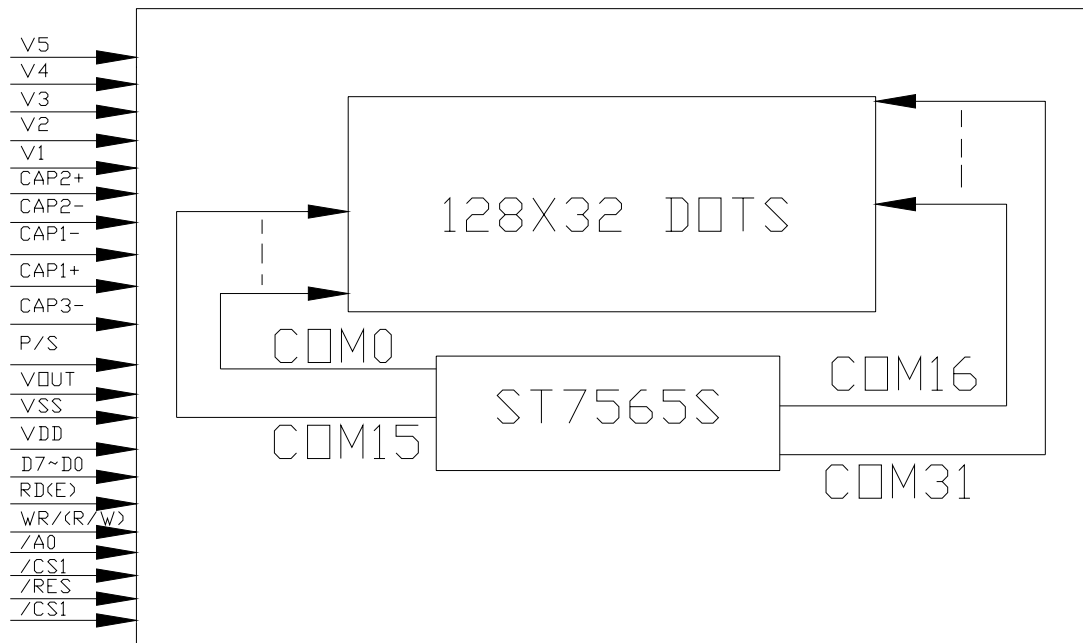 V5
V4
V3
V2
V1
CAP2+
CAP2-
CAP1-
CAP1+
CAP3-
P/S
VOUT
VSS
VDD
D7~D0
RD(E)
WR/(R/W)
/A0
/CS1
/RES
/CS1
128X32 DOTS
COM0
COM15
ST7565S
COM16
COM31